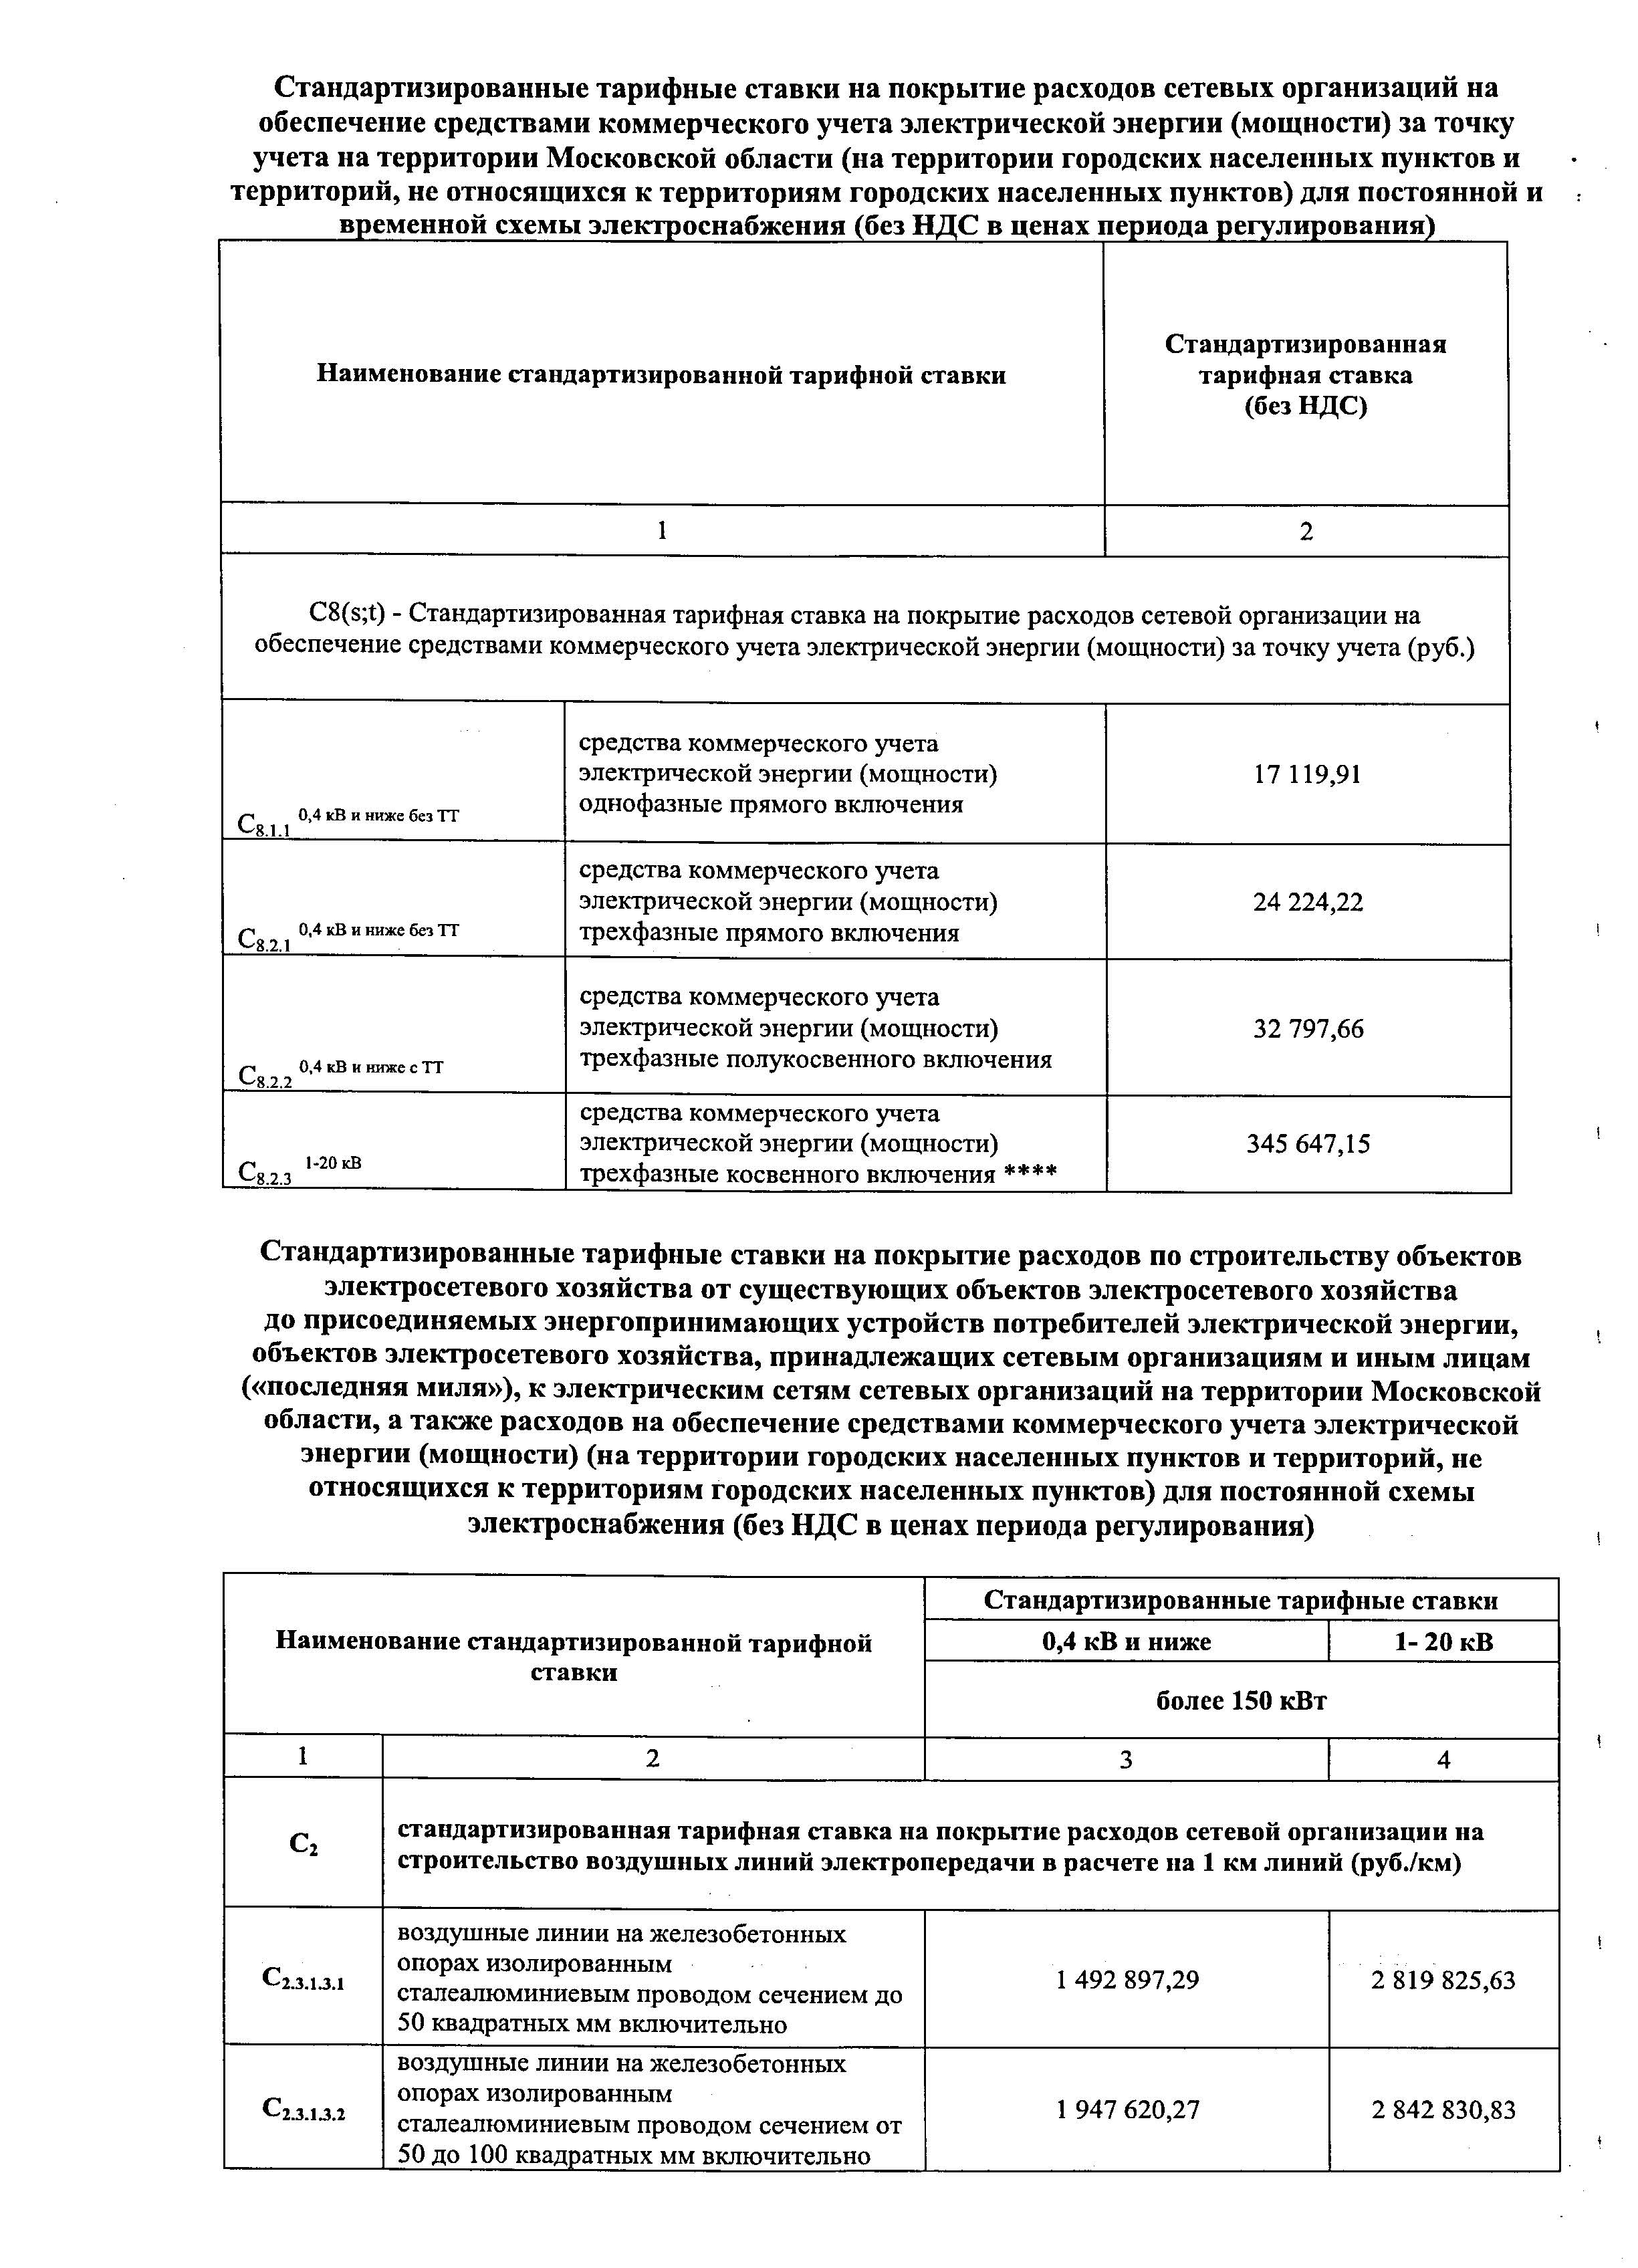 Стандартизированные тарифные ставки на покрытие расходов сетевых организаций на
обеспечение средствами коммерческого учета электрической энергии (мощности) за точку
учета на территории Московской области (на территории городских населенных пунктов и
территорий, не относящихся к территориям городских населенных пунктов) для постоянной и
временной схемы электроснабжения (без НДС в ценах периода регулирования)
Наименование стандартизированной тарифной ставки
Стандартизированная
тарифная ставка
(без НДС)
1
2
С8(s;t) - Стандартизированная тарифная ставка на покрытие расходов сетевой организации на
обеспечение средствами коммерческого учета электрической энергии (мощности) за точку учета (руб.)
С8.1.1 0,4 кВ и ниже без ТТ
средства коммерческого учета
электрической энергии (мощности)
однофазные прямого включения
17 119,91
С8.2.1 0,4 кВ и ниже без ТТ
средства коммерческого учета
электрической энергии (мощности)
трехфазные прямого включения
24 224,22
С8.2.2 0,4 кВ и ниже с ТТ
средства коммерческого учета
электрической энергии (мощности)
трехфазные полукосвенного включения
32 797,66
С8.2.3 1-20 кВ
средства коммерческого учета
электрической энергии (мощности)
трехфазные косвенного включения ****
345 647,15
Стандартизированные тарифные ставки на покрытие расходов по строительству объектов
электросетевого хозяйства от существующих объектов электросетевого хозяйства
до присоединяемых энергопринимающих устройств потребителей электрической энергии,
объектов электросетевого хозяйства, принадлежащих сетевым организациям и иным лицам
(«последняя миля»), к электрическим сетям сетевых организаций на территории Московской
области, а также расходов на обеспечение средствами коммерческого учета электрической
энергии (мощности) (на территории городских населенных пунктов и территорий, не
относящихся к территориям городских населенных пунктов) для постоянной схемы
электроснабжения (без НДС в ценах периода регулирования)
Наименование стандартизированной тарифной
ставки
Стандартизированные тарифные ставки
0,4 кВ и ниже
1- 20 кВ
более 150 кВт
1
2
3
4
С2
стандартизированная тарифная ставка на покрытие расходов сетевой организации на
строительство воздушных линий электропередачи в расчете на 1 км линий (руб./км)
С2.3.1.3.1
воздушные линии на железобетонных
опорах изолированным
сталеалюминиевым проводом сечением до
50 квадратных мм включительно
1 492 897,29
2 819 825,63
С2.3.1.3.2
воздушные линии на железобетонных
опорах изолированным
сталеалюминиевым проводом сечением от
50 до 100 квадратных мм включительно
1 947 620,27
2 842 830,83